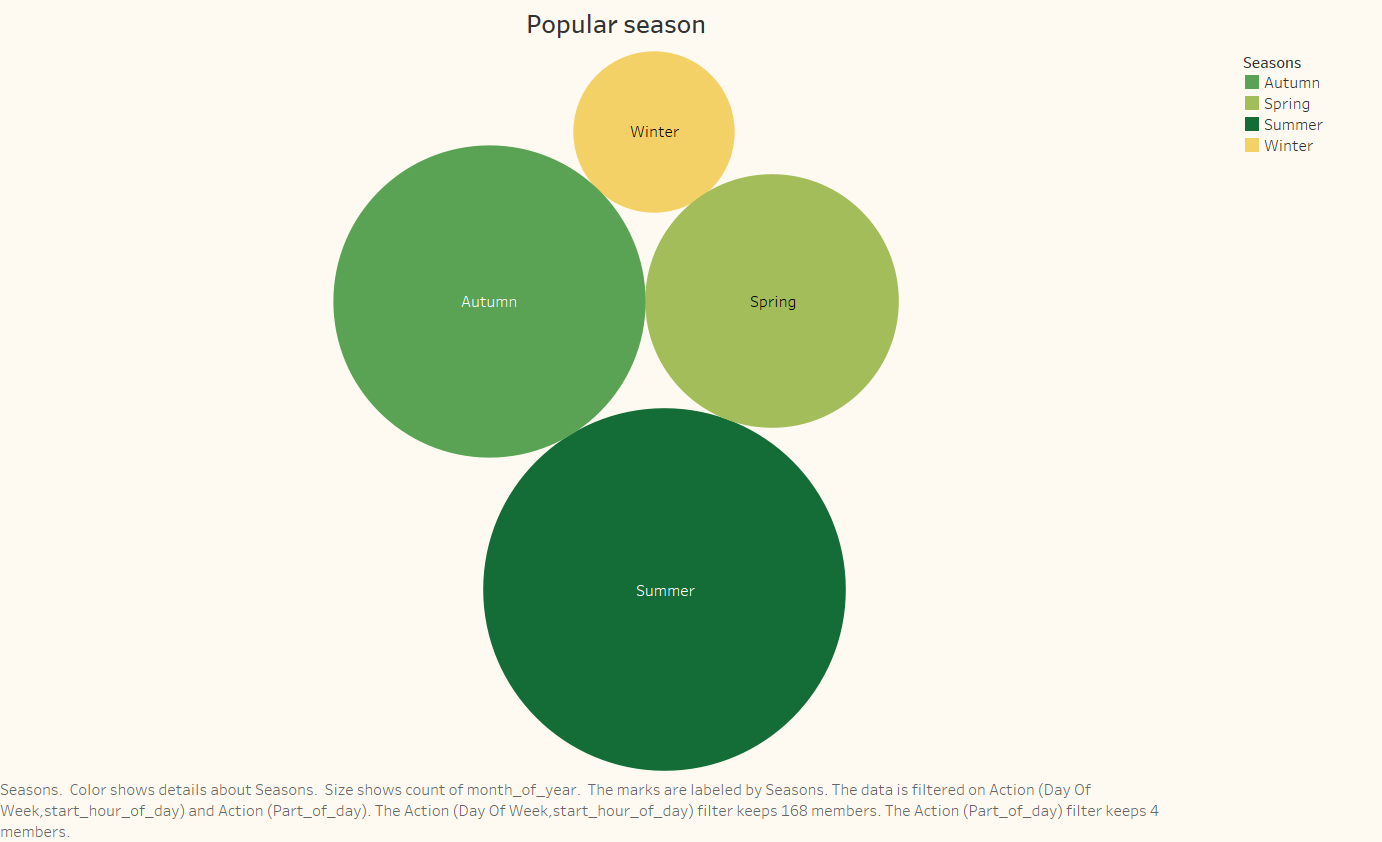 Popular season
Seasons
Autumn
Spring
Summer
Winter
Winter
Autumn
Spring
Summer
Seasons.  Color shows details about Seasons.  Size shows count of month_of_year.  The marks are labeled by Seasons. The data is filtered on Action (Day Of
Week,start_hour_of_day) and Action (Part_of_day). The Action (Day Of Week,start_hour_of_day) filter keeps 168 members. The Action (Part_of_day) filter keeps 4
members.